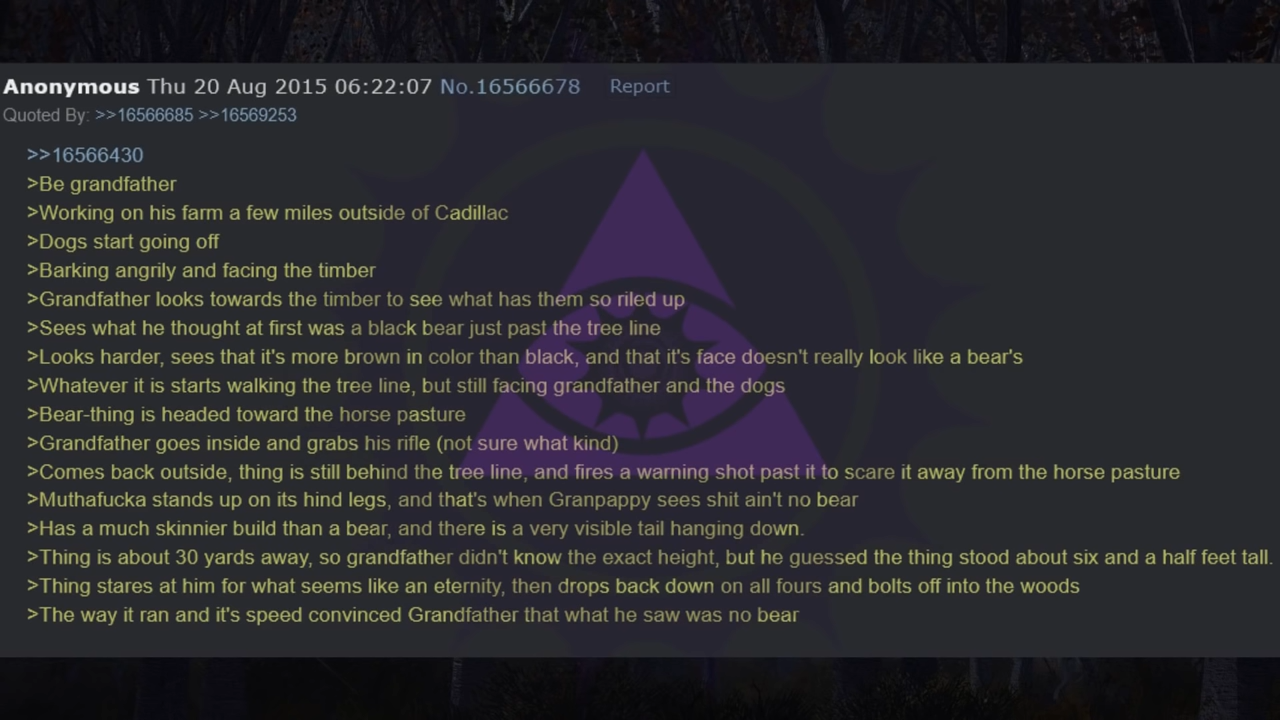 Anonymous Thu 20 Aug 2015 06:22:07 No.16566678 Report
Quoted By: >>16566685 >>16569253
>>16566430
>Be grandfather
>Working on his farm a few miles outside of Cadillac
>Dogs start going off
>Barking angrily and facing the timber
>Grandfather looks towards the timber to see what has them so riled up
>Sees what he thought at first was a black bear just past the tree line
>Looks harder, sees that it's more brown in color than black, and that it's face doesn't really look like a bear's
>Whatever it is starts walking the tree line, but still facing grandfather and the dogs
>Bear-thing is headed toward the horse pasture
>Grandfather goes inside and grabs his rifle (not sure what kind)
>Comes back outside, thing is still behind the tree line, and fires a warning shot past it to scare it away from the horse pasture
>Muthafucka stands up on its hind legs, and that's when Granpappy sees shit ain't no bear
>Has a much skinnier build than a bear, and there is a very visible tail hanging down.
>Thing is about 30 yards away, so grandfather didn't know the exact height, but he guessed the thing stood about six and a half feet tall.
>Thing stares at him for what seems like an eternity, then drops back down on all fours and bolts off into the woods
>The way it ran and it's speed convinced Grandfather that what he saw was no bear